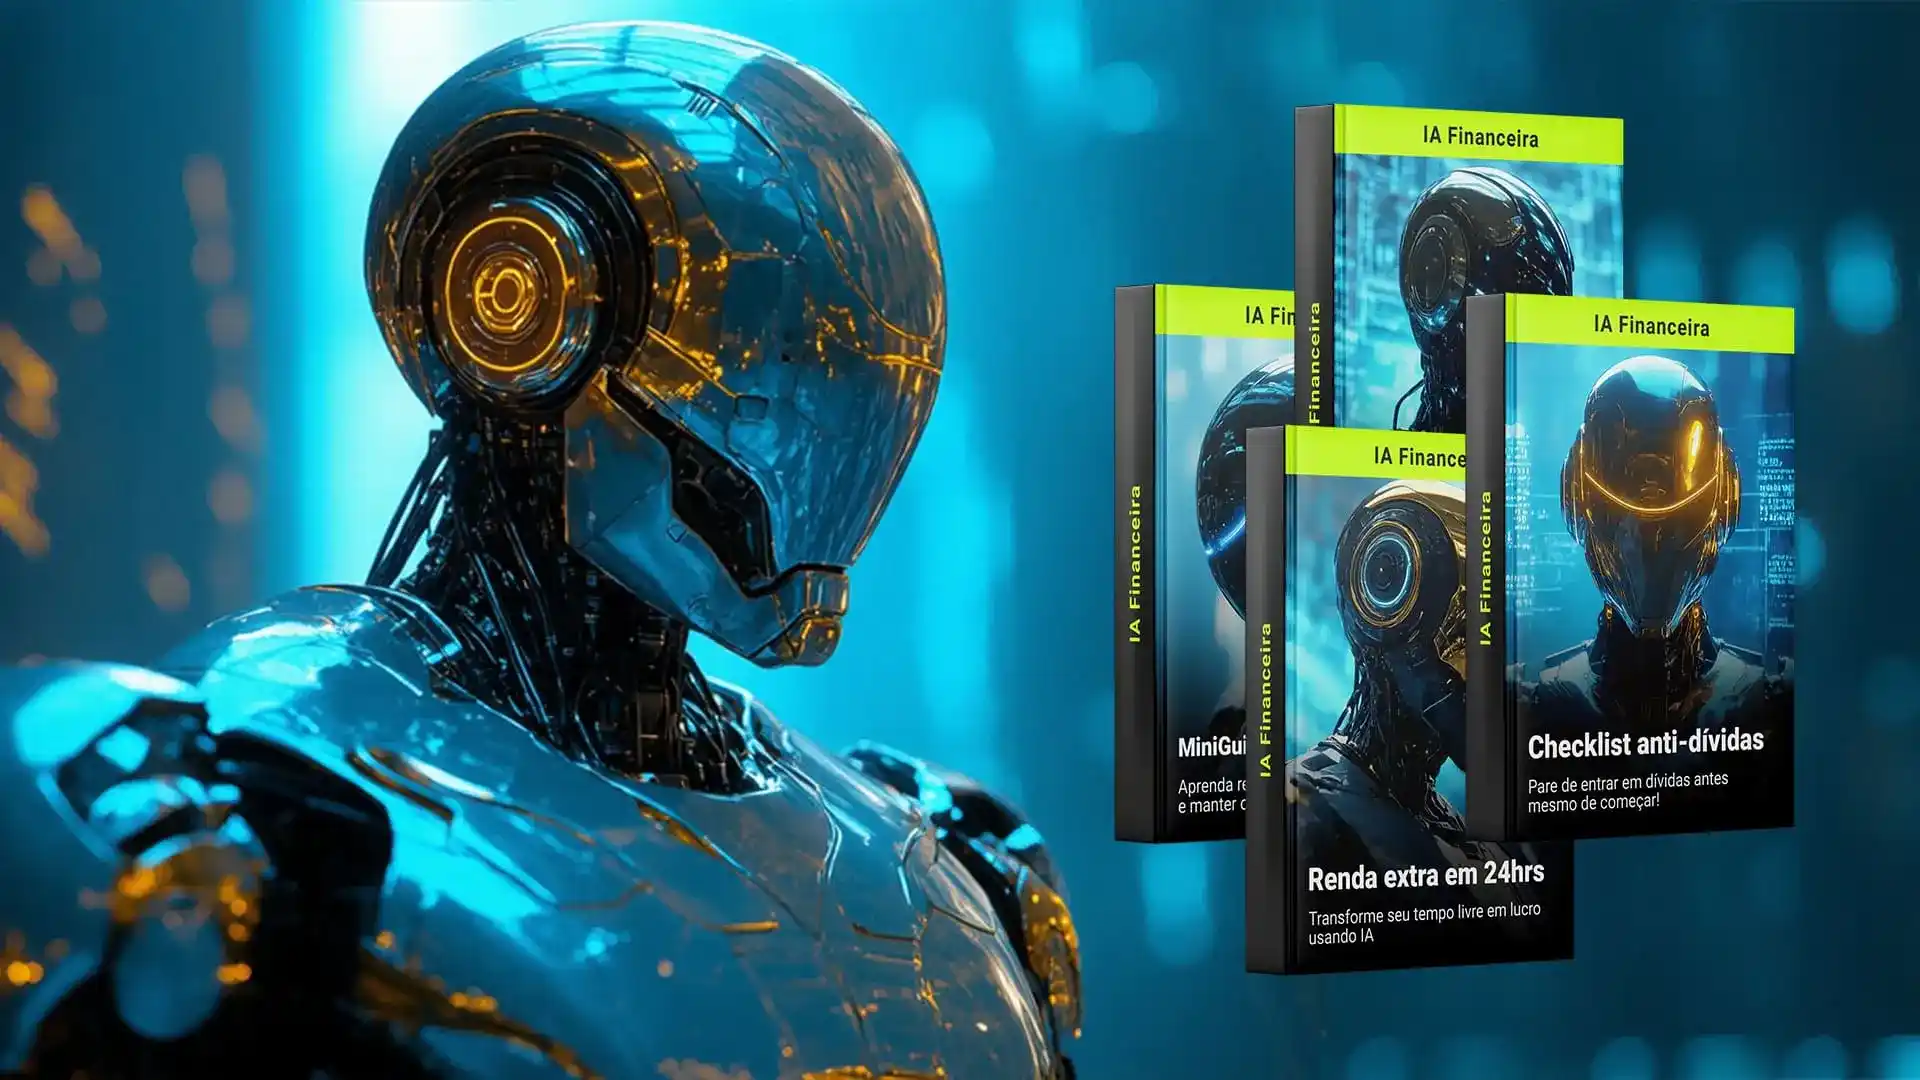 IA Financeira
Financeira
IA Fin
IA Financeira
MiniGui
Aprenda re
e manter
IA Financeira
IA Financeira
Checklist anti-dívidas
Pare de entrar em dívidas antes
mesmo de começar!
IA Finance
IA Financeira
Renda extra em 24hrs
Transforme seu tempo livre em lucro
usando IA